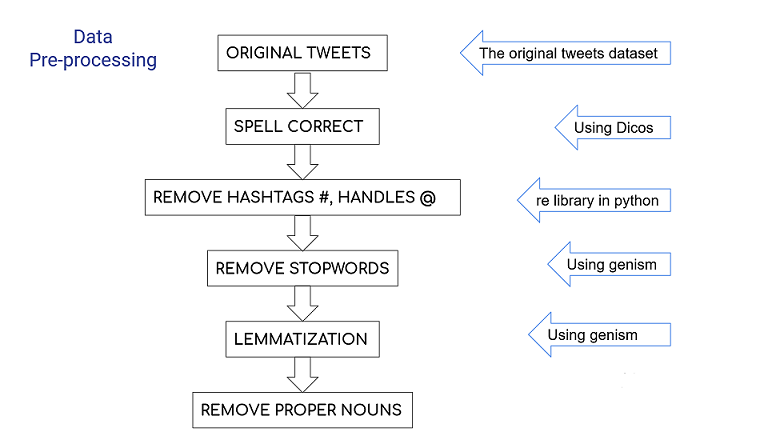 Data
Pre-processing
ORIGINAL TWEETS
The original tweets dataset
SPELL CORRECT
Using Dicos
REMOVE HASHTAGS #, HANDLES @
re library in python
REMOVE STOPWORDS
Using genism
LEMMATIZATION
Using genism
REMOVE PROPER NOUNS